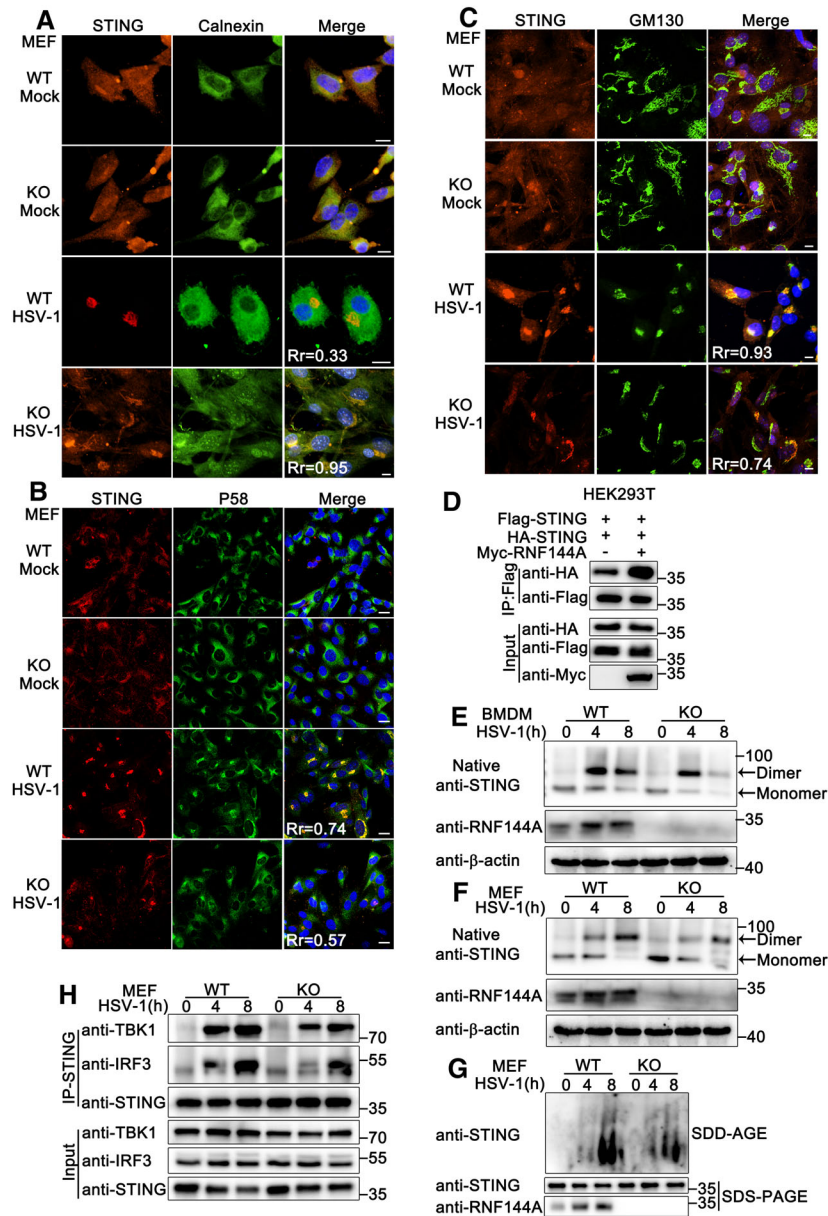 A
STING Calnexin Merge
MEF
WT
Mock
KO
Mock
WT
HSV-1
Rr=0.33
KO
HSV-1
Rr=0.95
B
STING P58 Merge
MEF
WT
Mock
KO
Mock
WT
HSV-1
Rr=0.74
KO
HSV-1
Rr=0.57
C
STING GM130 Merge
MEF
WT
Mock
KO
Mock
WT
HSV-1
Rr=0.93
KO
HSV-1
Rr=0.74
D
HEK293T
Flag-STING + +
HA-STING + +
Myc-RNF144A - +
IP:Flag
anti-HA 35
anti-Flag 35
Input
anti-HA 35
anti-Flag 35
anti-Myc 35
E
BMDM WT KO
HSV-1(h) 0 4 8 0 4 8
100
Native
anti-STING
←Dimer
←Monomer
anti-RNF144A 35
anti-β-actin 40
F
MEF WT KO
HSV-1(h) 0 4 8 0 4 8
100
Native
anti-STING
←Dimer
←Monomer
anti-RNF144A 35
anti-β-actin 40
G
MEF WT KO
HSV-1(h) 0 4 8 0 4 8
anti-STING SDD-AGE
anti-STING 35
anti-RNF144A 35
SDS-PAGE
H
MEF WT KO
HSV-1(h) 0 4 8 0 4 8
IP-STING
anti-TBK1 70
anti-IRF3 55
anti-STING 35
Input
anti-TBK1 70
anti-IRF3 55
anti-STING 35